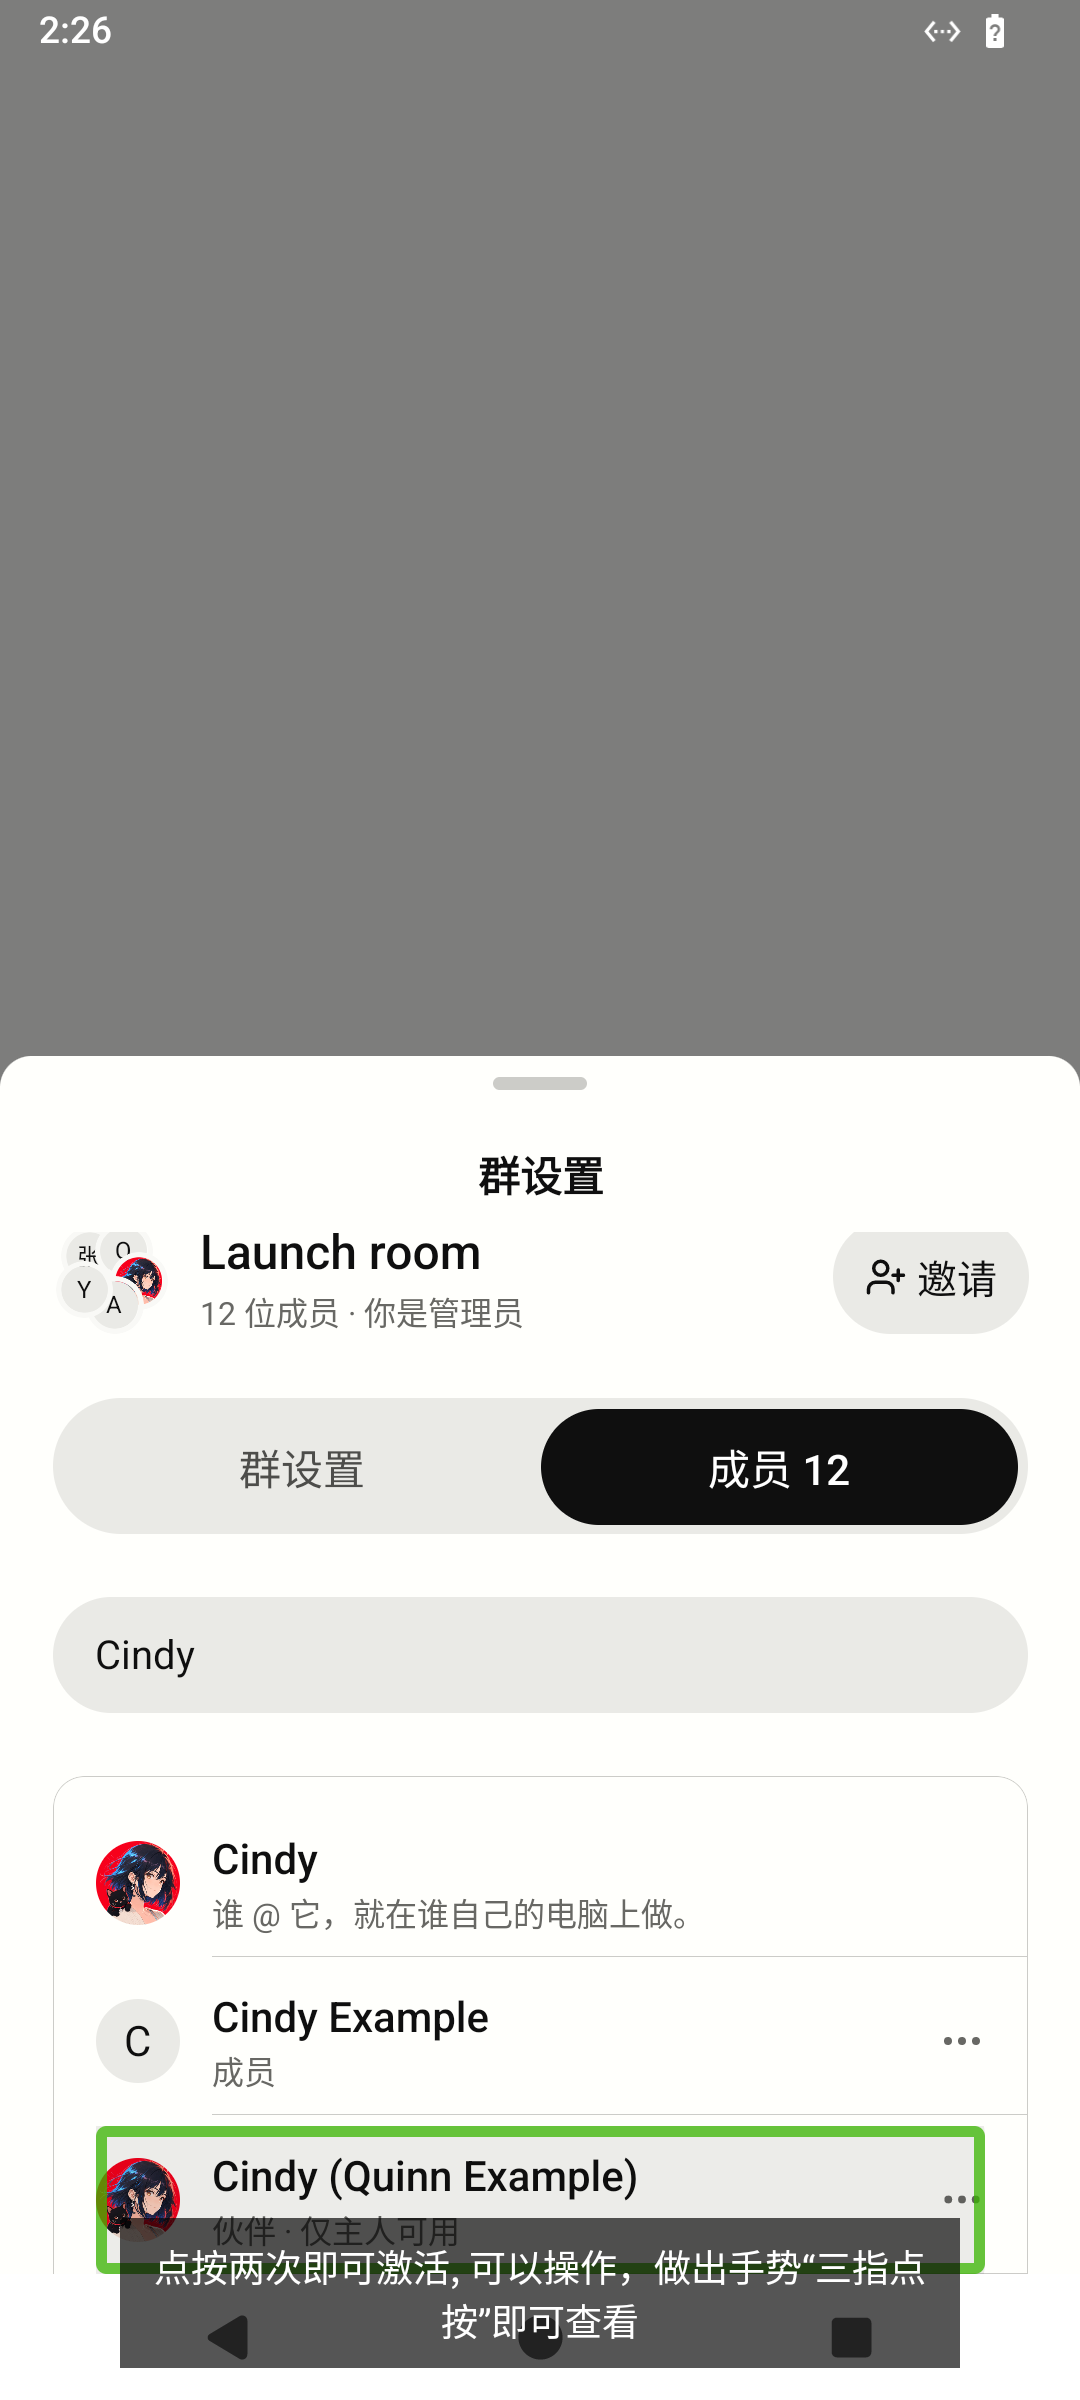 2:26
群设置
张
Q
Y
A
Launch room
12 位成员 · 你是管理员
邀请
群设置
成员 12
Cindy
Cindy
谁 @ 它，就在谁自己的电脑上做。
C
Cindy Example
成员
Cindy (Quinn Example)
伙伴 · 仅主人可用
点按两次即可激活, 可以操作，做出手势“三指点
按”即可查看